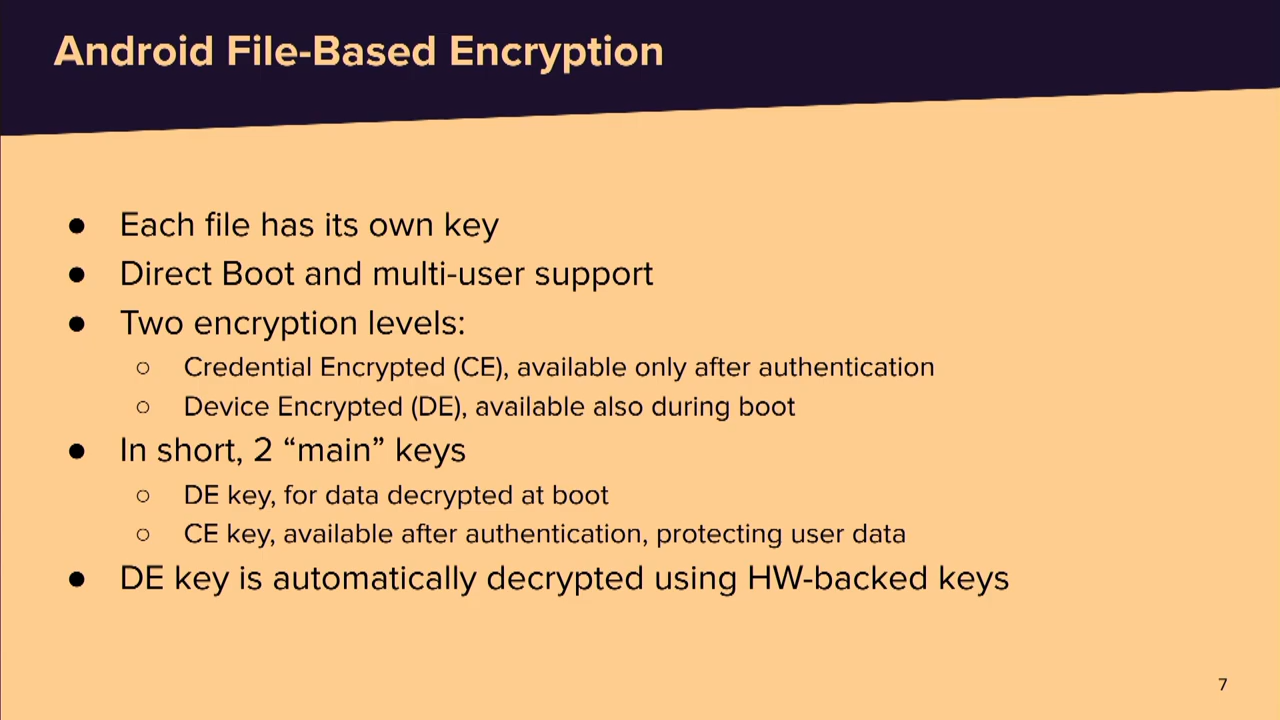 Android File-Based Encryption
● Each file has its own key
● Direct Boot and multi-user support
● Two encryption levels:
○ Credential Encrypted (CE), available only after authentication
○ Device Encrypted (DE), available also during boot
● In short, 2 “main” keys
○ DE key, for data decrypted at boot
○ CE key, available after authentication, protecting user data
● DE key is automatically decrypted using HW-backed keys
7